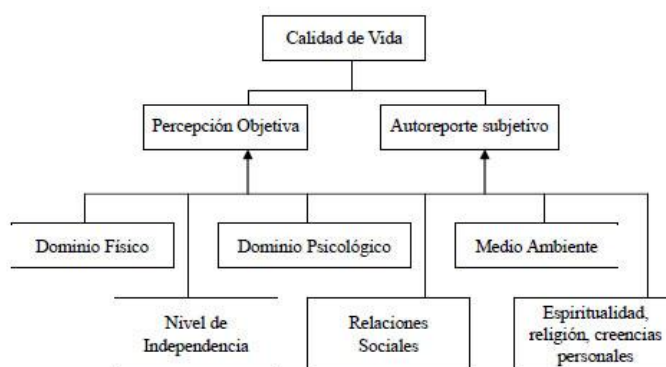 Calidad de Vida
Percepción Objetiva
Autoreporte subjetivo
Dominio Físico
Dominio Psicológico
Medio Ambiente
Nivel de
Independencia
Relaciones
Sociales
Espiritualidad,
religión, creencias
personales